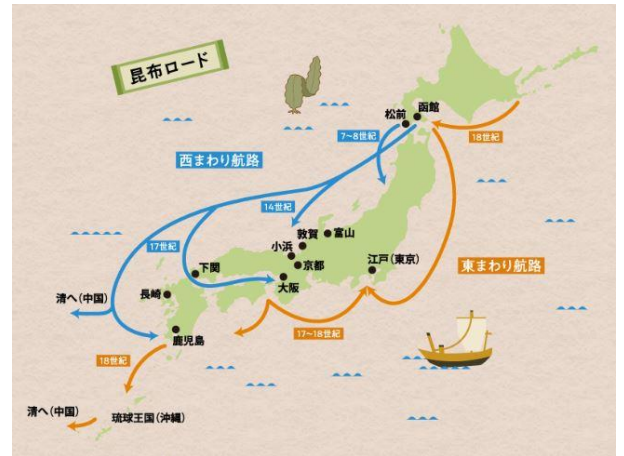 昆布ロード
函館
松前
18世紀
7~8世紀
西まわり航路
14世紀
敦賀
富山
小浜
17世紀
京都
江戸(東京)
下関
東まわり航路
大阪
清へ(中国)
長崎
17~18世紀
鹿児島
18世紀
清へ(中国)
琉球王国(沖縄)